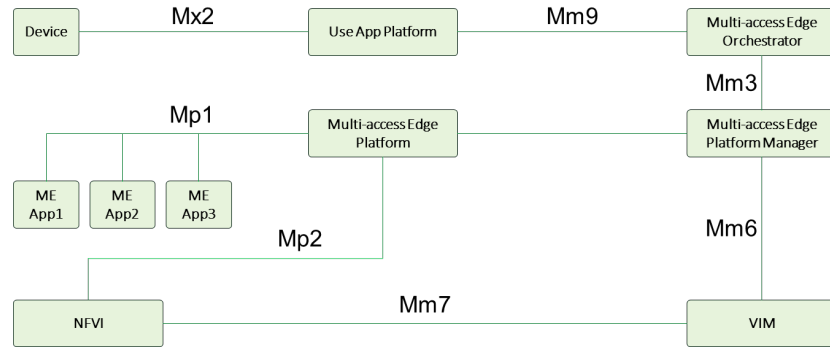 Mx2
Mm9
Device
Use App Platform
Multi-access Edge
Orchestrator
Mm3
Mp1
Multi-access Edge
Platform
Multi-access Edge
Platform Manager
ME
App1
ME
App2
ME
App3
Mp2
Mm6
Mm7
NFVI
VIM